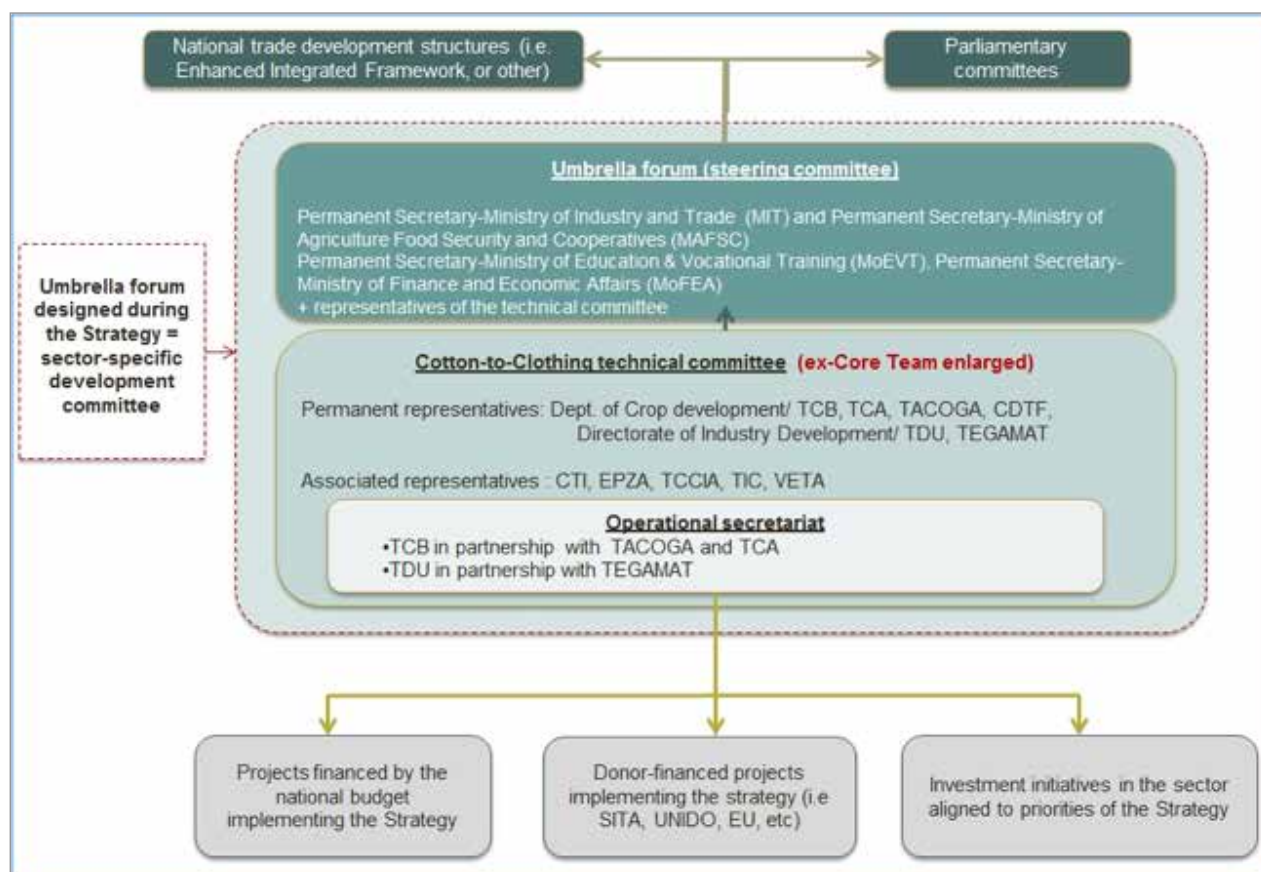 National trade development structures (i.e.
Enhanced Integrated Framework, or other)
Parliamentary
committees
Umbrella forum (steering committee)
Permanent Secretary-Ministry of Industry and Trade (MIT) and Permanent Secretary-Ministry of
Agriculture Food Security and Cooperatives (MAFSC)
Permanent Secretary-Ministry of Education & Vocational Training (MoEVT), Permanent Secretary-
Ministry of Finance and Economic Affairs (MoFEA)
+ representatives of the technical committee
Umbrella forum
designed during
the Strategy =
sector-specific
development
committee
Cotton-to-Clothing technical committee (ex-Core Team enlarged)
Permanent representatives: Dept. of Crop development/ TCB, TCA, TACOGA, CDTF,
Directorate of Industry Development/ TDU, TEGAMAT
Associated representatives : CTI, EPZA, TCCIA, TIC, VETA
Operational secretariat
•TCB in partnership with TACOGA and TCA
•TDU in partnership with TEGAMAT
Projects financed by the
national budget
implementing the Strategy
Donor-financed projects
implementing the strategy (i.e
SITA, UNIDO, EU, etc)
Investment initiatives in the sector
aligned to priorities of the Strategy